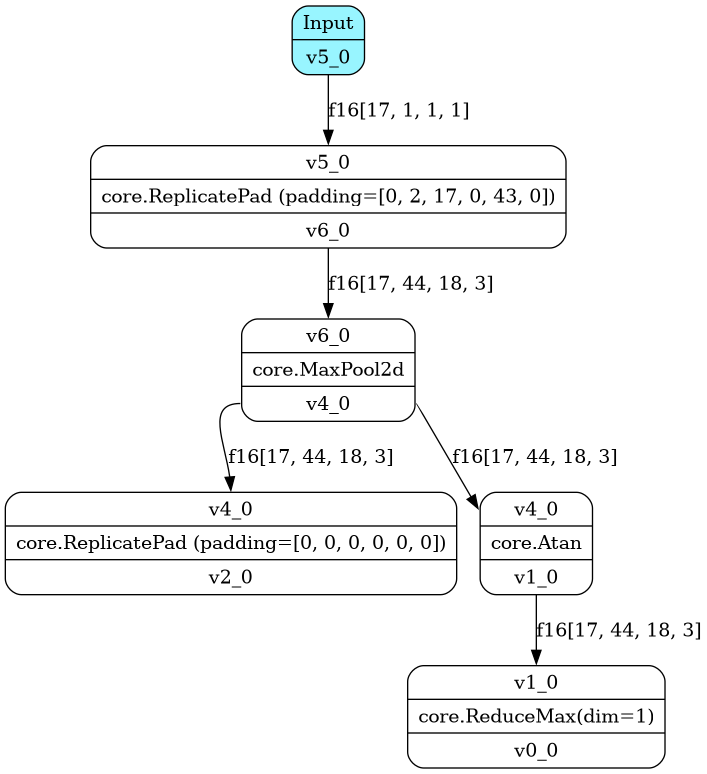 Input
v5_0
f16[17, 1, 1, 1]
v5_0
core.ReplicatePad (padding=[0, 2, 17, 0, 43, 0])
v6_0
f16[17, 44, 18, 3]
v6_0
core.MaxPool2d
v4_0
f16[17, 44, 18, 3]
f16[17, 44, 18, 3]
v4_0
core.ReplicatePad (padding=[0, 0, 0, 0, 0, 0])
v2_0
v4_0
core.Atan
v1_0
f16[17, 44, 18, 3]
v1_0
core.ReduceMax(dim=1)
v0_0